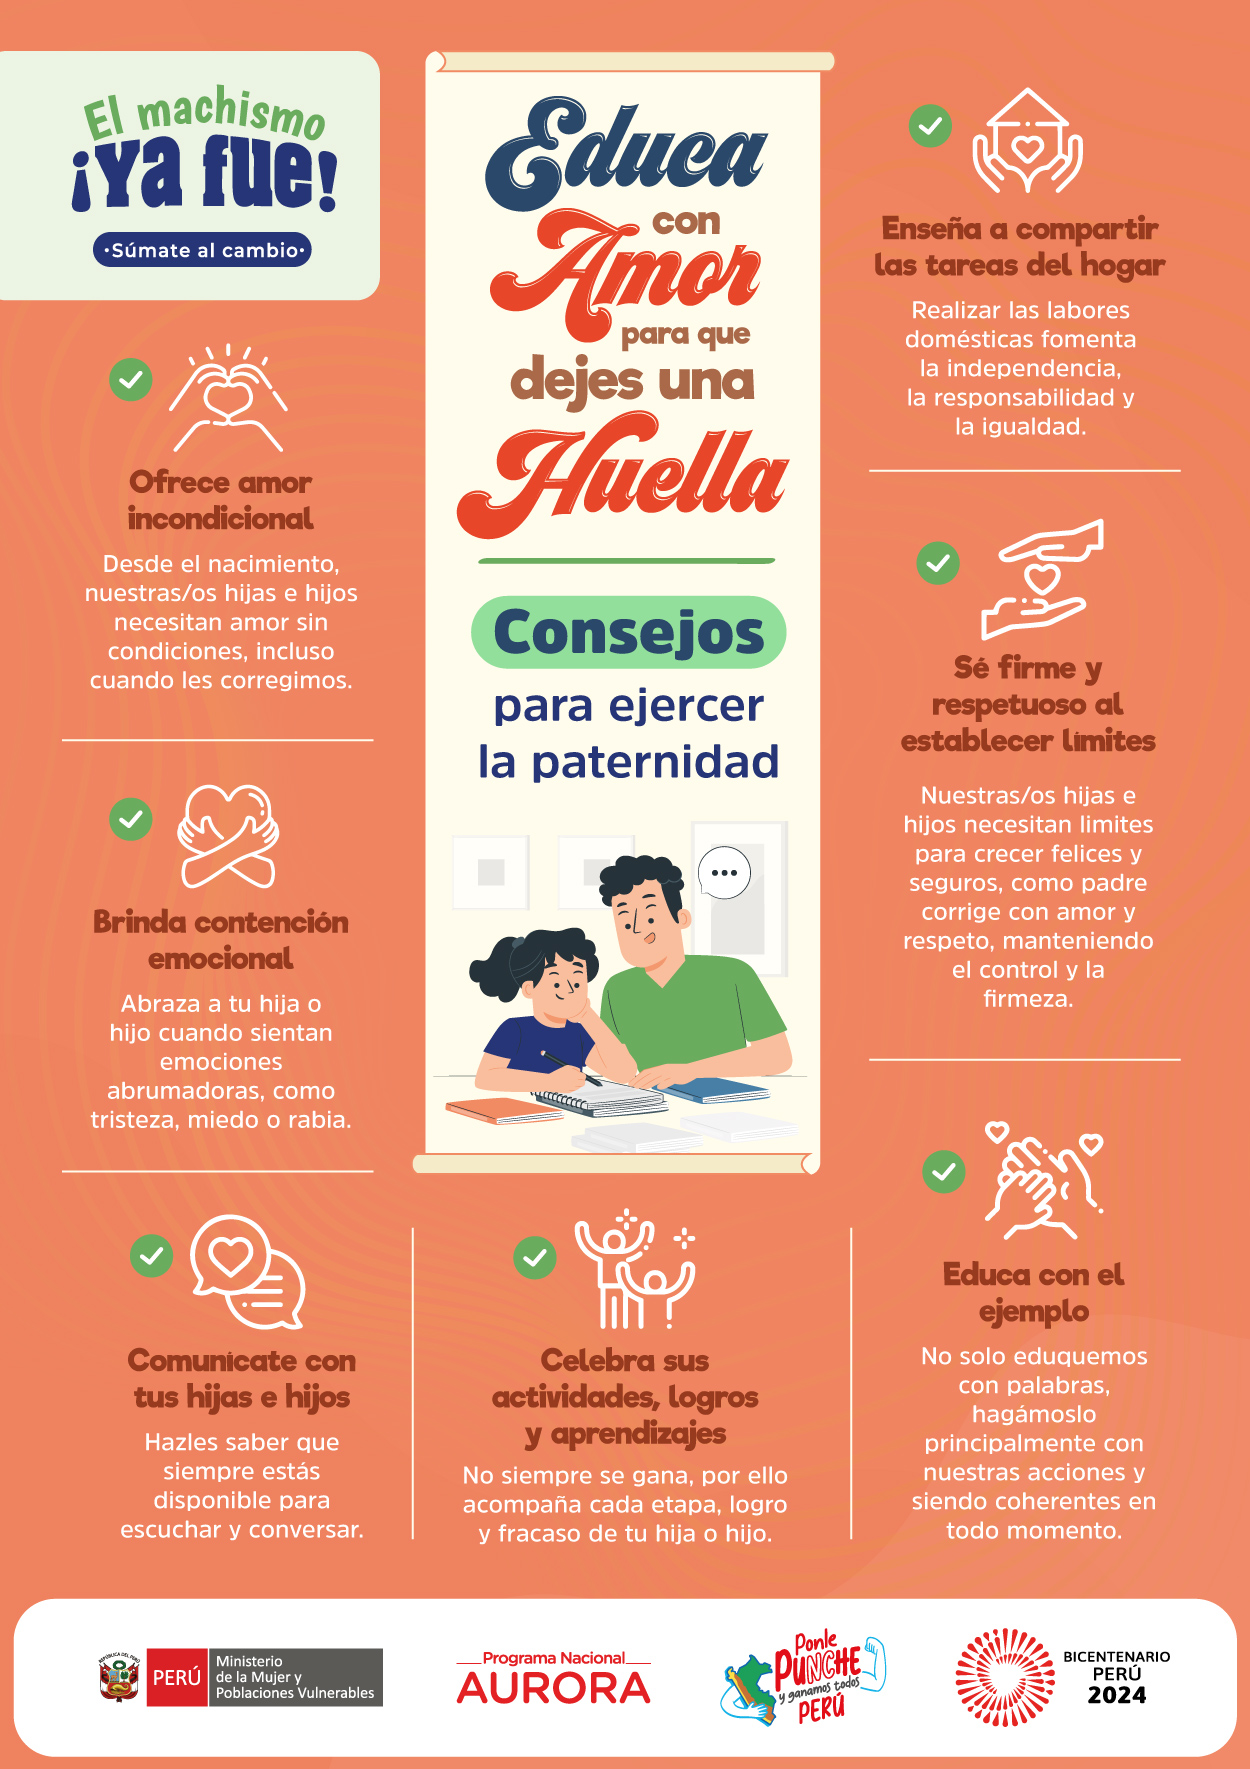 El machismo
¡Ya fue!
•Súmate al cambio•
Educa
con
Amor
para que
dejes una
Huella
Consejos
para ejercer
la paternidad
Ofrece amor
incondicional
Desde el nacimiento,
nuestras/os hijas e hijos
necesitan amor sin
condiciones, incluso
cuando les corregimos.
Brinda contención
emocional
Abraza a tu hija o
hijo cuando sientan
emociones
abrumadoras, como
tristeza, miedo o rabia.
Comunícate con
tus hijas e hijos
Hazles saber que
siempre estás
disponible para
escuchar y conversar.
Celebra sus
actividades, logros
y aprendizajes
No siempre se gana, por ello
acompaña cada etapa, logro
y fracaso de tu hija o hijo.
Enseña a compartir
las tareas del hogar
Realizar las labores
domésticas fomenta
la independencia,
la responsabilidad y
la igualdad.
Sé firme y
respetuoso al
establecer límites
Nuestras/os hijas e
hijos necesitan limites
para crecer felices y
seguros, como padre
corrige con amor y
respeto, manteniendo
el control y la
firmeza.
Educa con el
ejemplo
No solo eduquemos
con palabras,
hagámoslo
principalmente con
nuestras acciones y
siendo coherentes en
todo momento.
REPÚBLICA DEL PERÚ
PERÚ
Ministerio
de la Mujer y
Poblaciones Vulnerables
Programa Nacional
AURORA
Ponle
PUNCHE
y ganamos todos
PERÚ
BICENTENARIO
PERÚ
2024